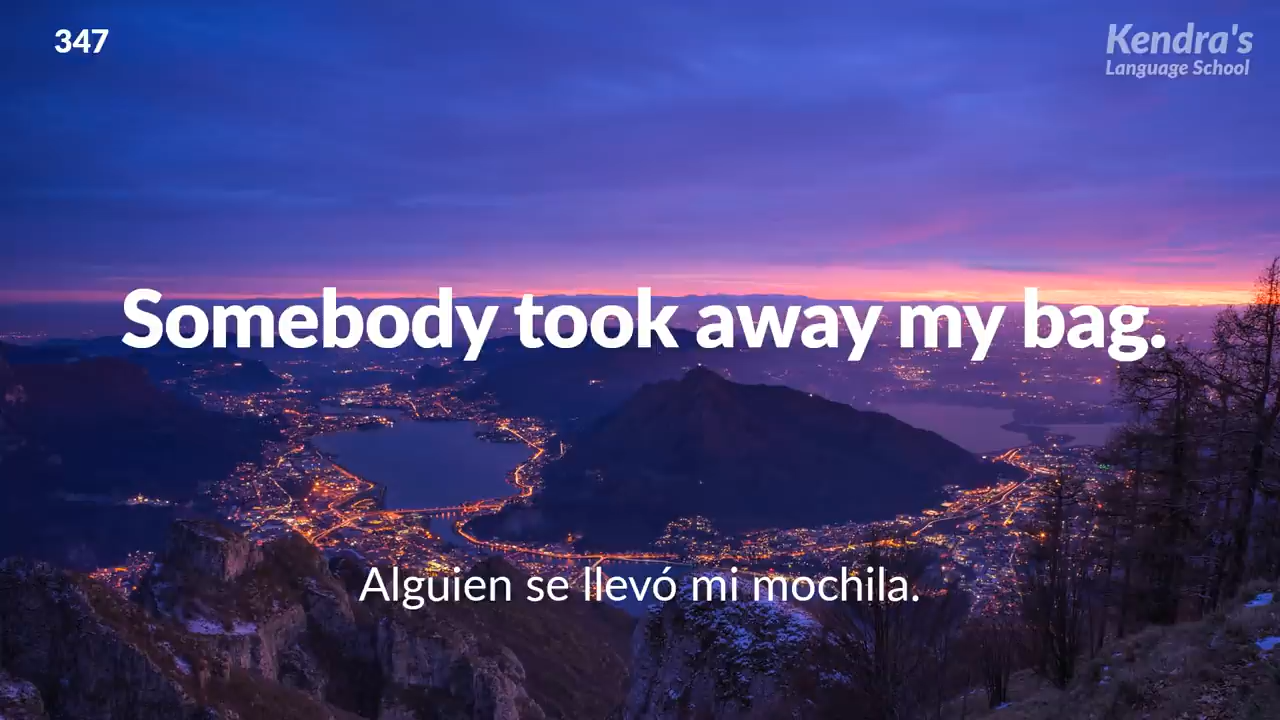 347
Kendra's
Language School
Somebody took away my bag.
Alguien se llevó mi mochila.